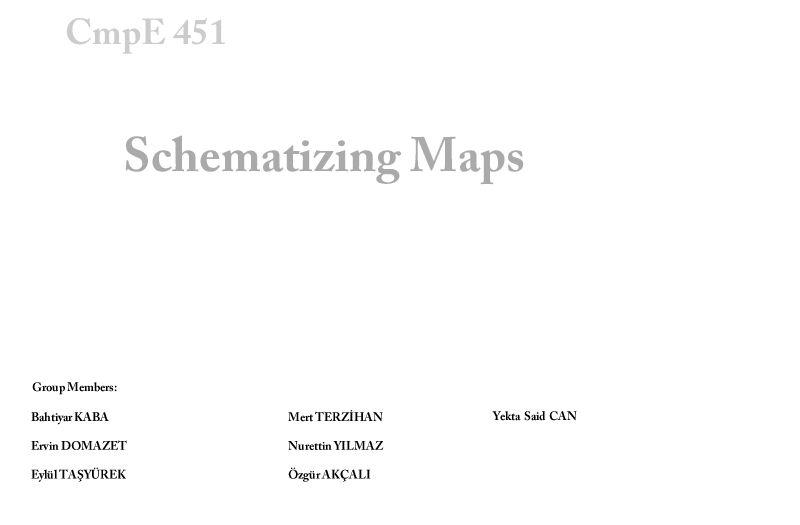 CmpE 451
Schematizing Maps
Group Members:
Bahtiyar KABA
Ervin DOMAZET
Eylül TAŞYÜREK
Mert TERZİHAN
Nurettin YILMAZ
Özgür AKÇALI
Yekta Said CAN